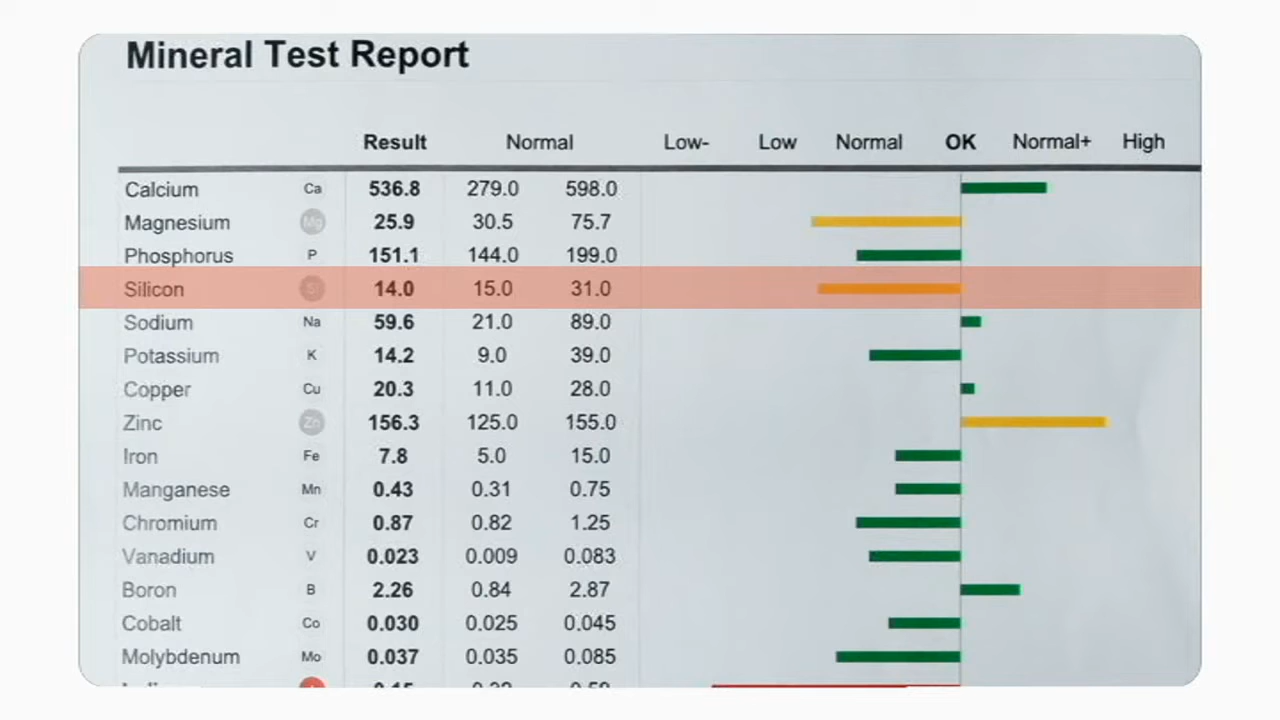 Mineral Test Report
Result Normal Low- Low Normal OK Normal+ High
Calcium Ca 536.8 279.0 598.0
Magnesium Mg 25.9 30.5 75.7
Phosphorus P 151.1 144.0 199.0
Silicon Si 14.0 15.0 31.0
Sodium Na 59.6 21.0 89.0
Potassium K 14.2 9.0 39.0
Copper Cu 20.3 11.0 28.0
Zinc Zn 156.3 125.0 155.0
Iron Fe 7.8 5.0 15.0
Manganese Mn 0.43 0.31 0.75
Chromium Cr 0.87 0.82 1.25
Vanadium V 0.023 0.009 0.083
Boron B 2.26 0.84 2.87
Cobalt Co 0.030 0.025 0.045
Molybdenum Mo 0.037 0.035 0.085